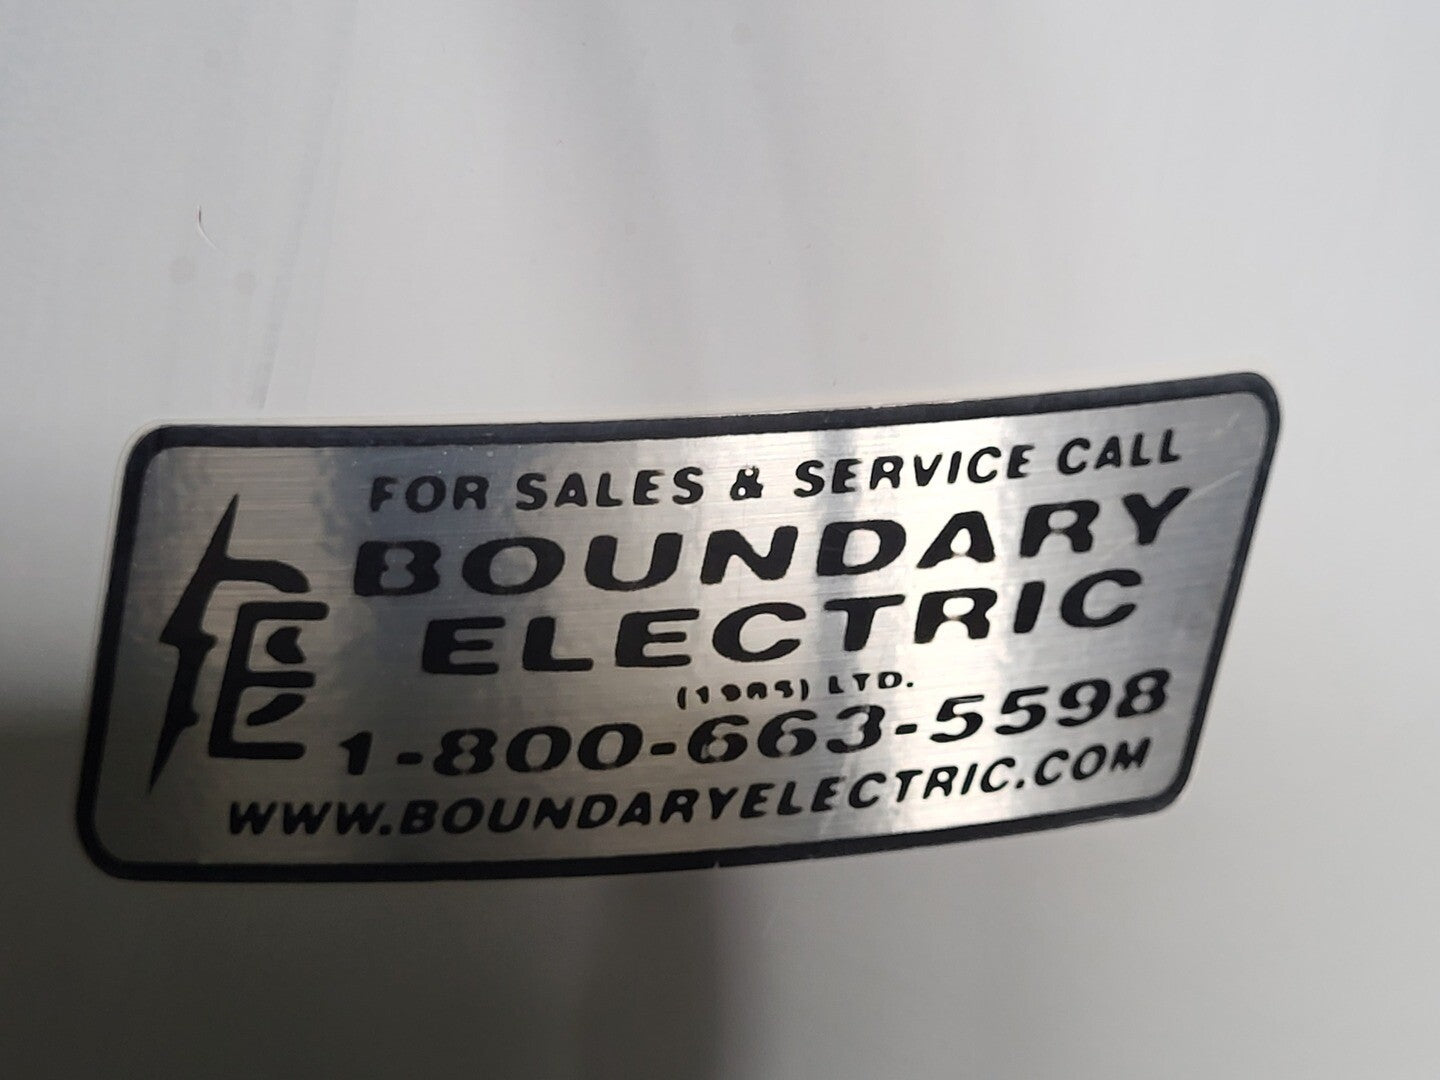 FOR SALES & SERVICE CALL
BOUNDARY
ELECTRIC
LTD.
1-800-663-5598
WWW.BOUNDARYELECTRIC.COM